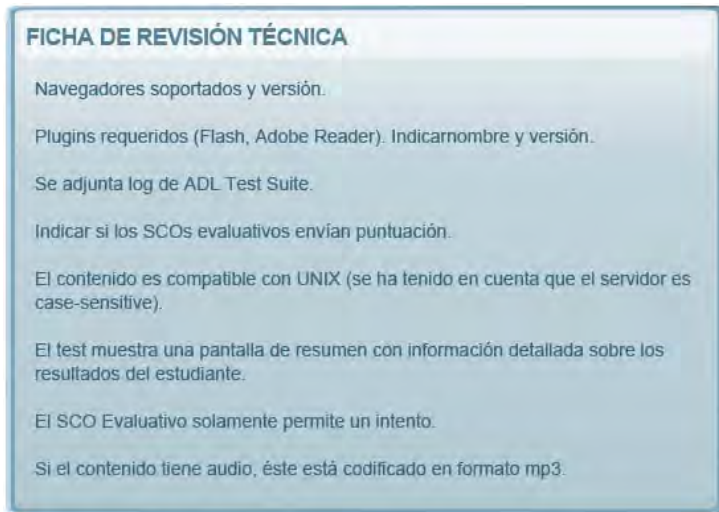 FICHA DE REVISIÓN TÉCNICA
Navegadores soportados y versión.
Plugins requeridos (Flash, Adobe Reader). Indicarnombre y versión.
Se adjunta log de ADL Test Suite.
Indicar si los SCOs evaluativos envían puntuación.
El contenido es compatible con UNIX (se ha tenido en cuenta que el servidor es
case-sensitive).
El test muestra una pantalla de resumen con información detallada sobre los
resultados del estudiante.
El SCO Evaluativo solamente permite un intento.
Si el contenido tiene audio, éste está codificado en formato mp3.